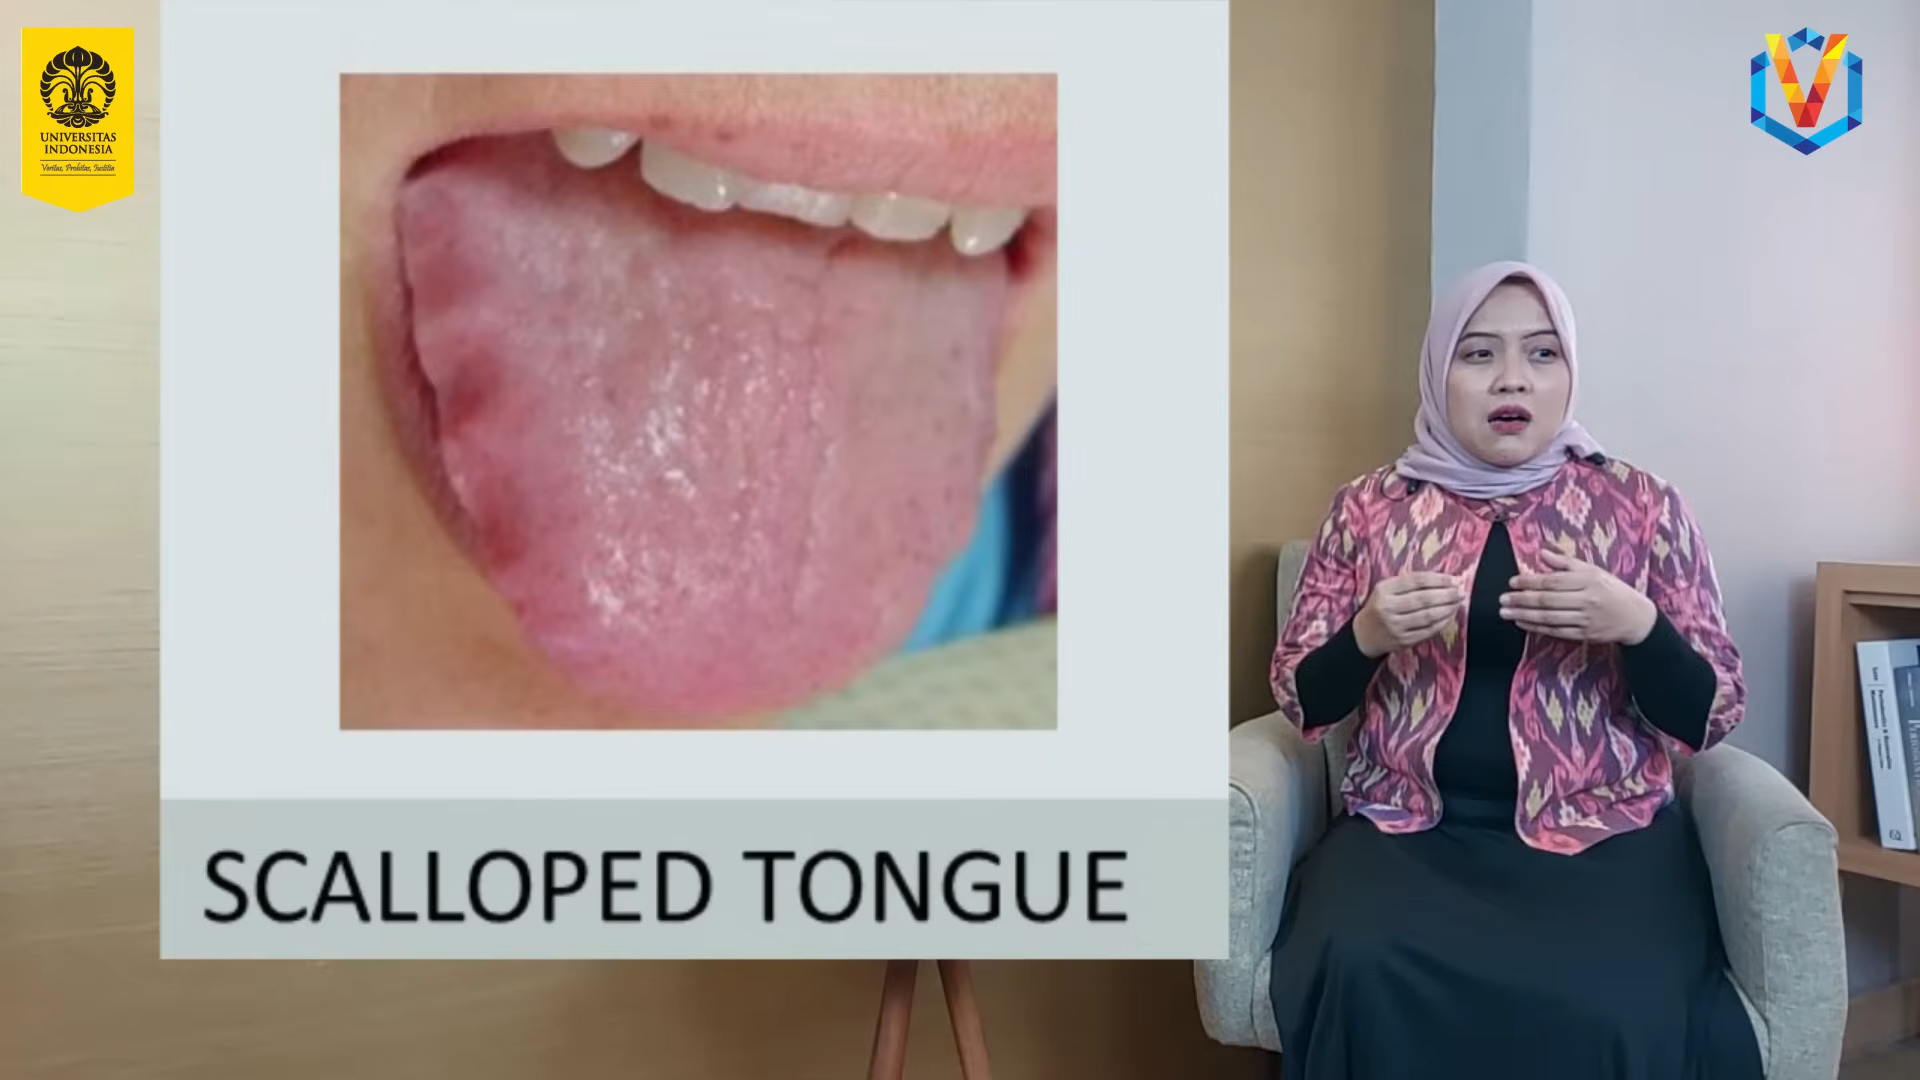 UNIVERSITAS
INDONESIA
Veritas, Probitas, Iustitia
SCALLOPED TONGUE